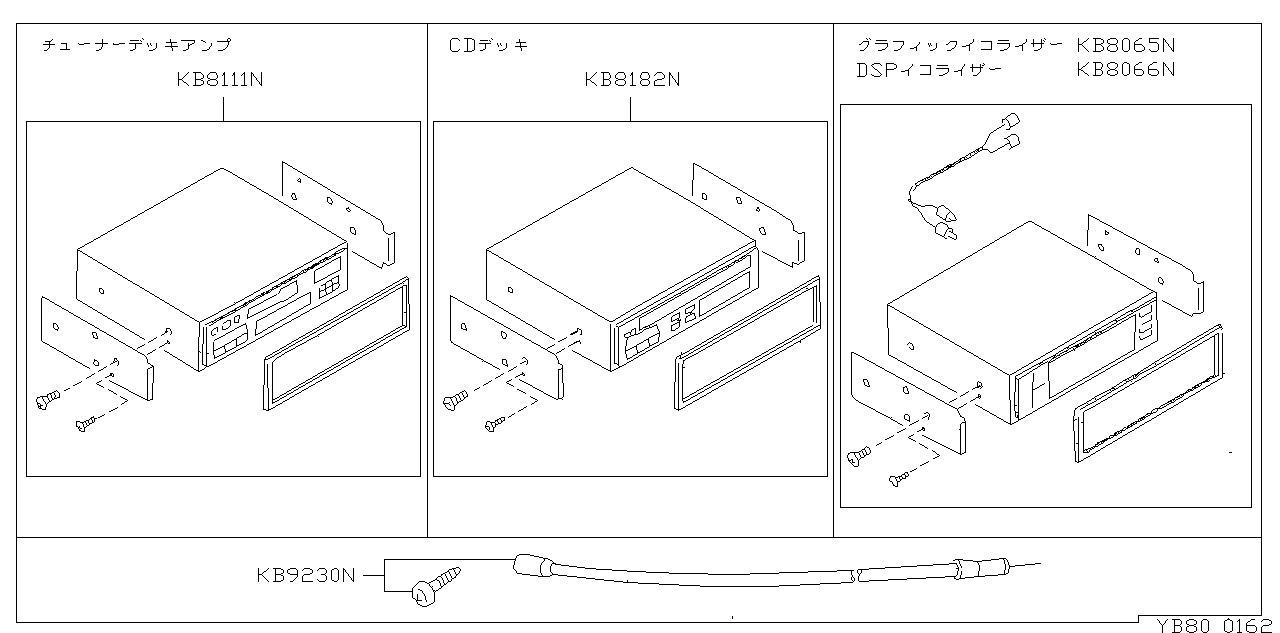 チューナーデッキアンプ
KB8111N
CDデッキ
KB8182N
グラフィックイコライザー KB8065N
DSPイコライザー KB8066N
KB9230N
YB80 0162